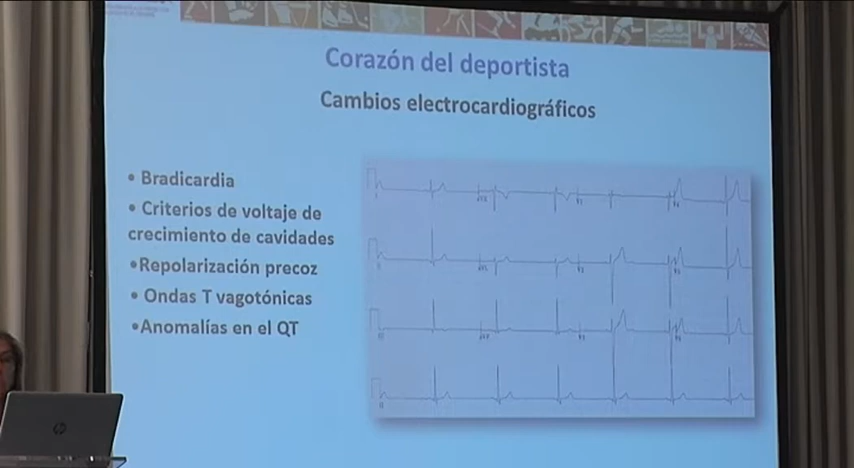 Corazón del deportista
Cambios electrocardiográficos
• Bradicardia
• Criterios de voltaje de
crecimiento de cavidades
•Repolarización precoz
• Ondas T vagotónicas
•Anomalías en el QT
hp